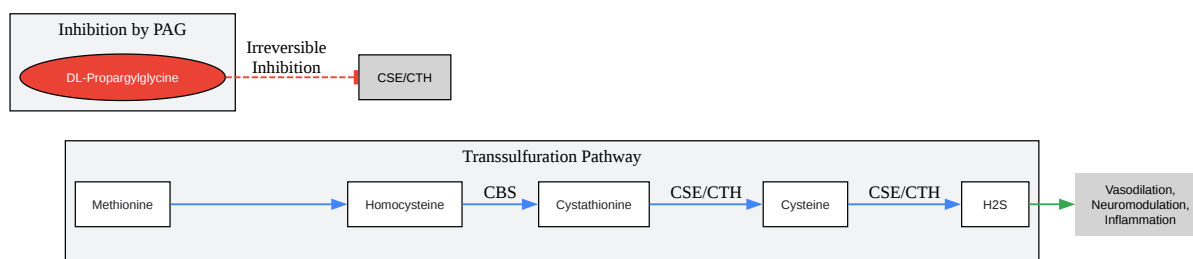 Inhibition by PAG
DL-Propargylglycine
Irreversible
Inhibition
CSE/CTH
Transsulfuration Pathway
Methionine
Homocysteine
CBS
Cystathionine
CSE/CTH
Cysteine
CSE/CTH
H2S
Vasodilation,
Neuromodulation,
Inflammation